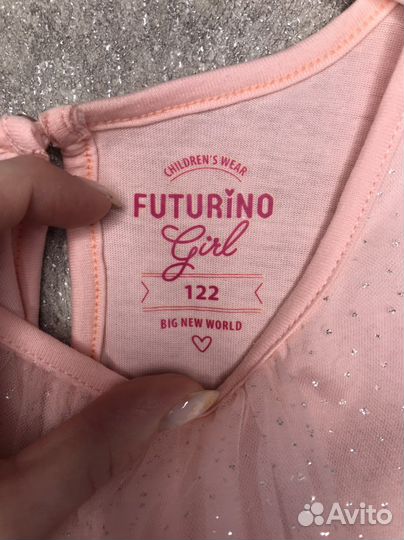 CHILDREN'S WEAR
FUTURINO
Girl
122
BIG NEW WORLD
Avito